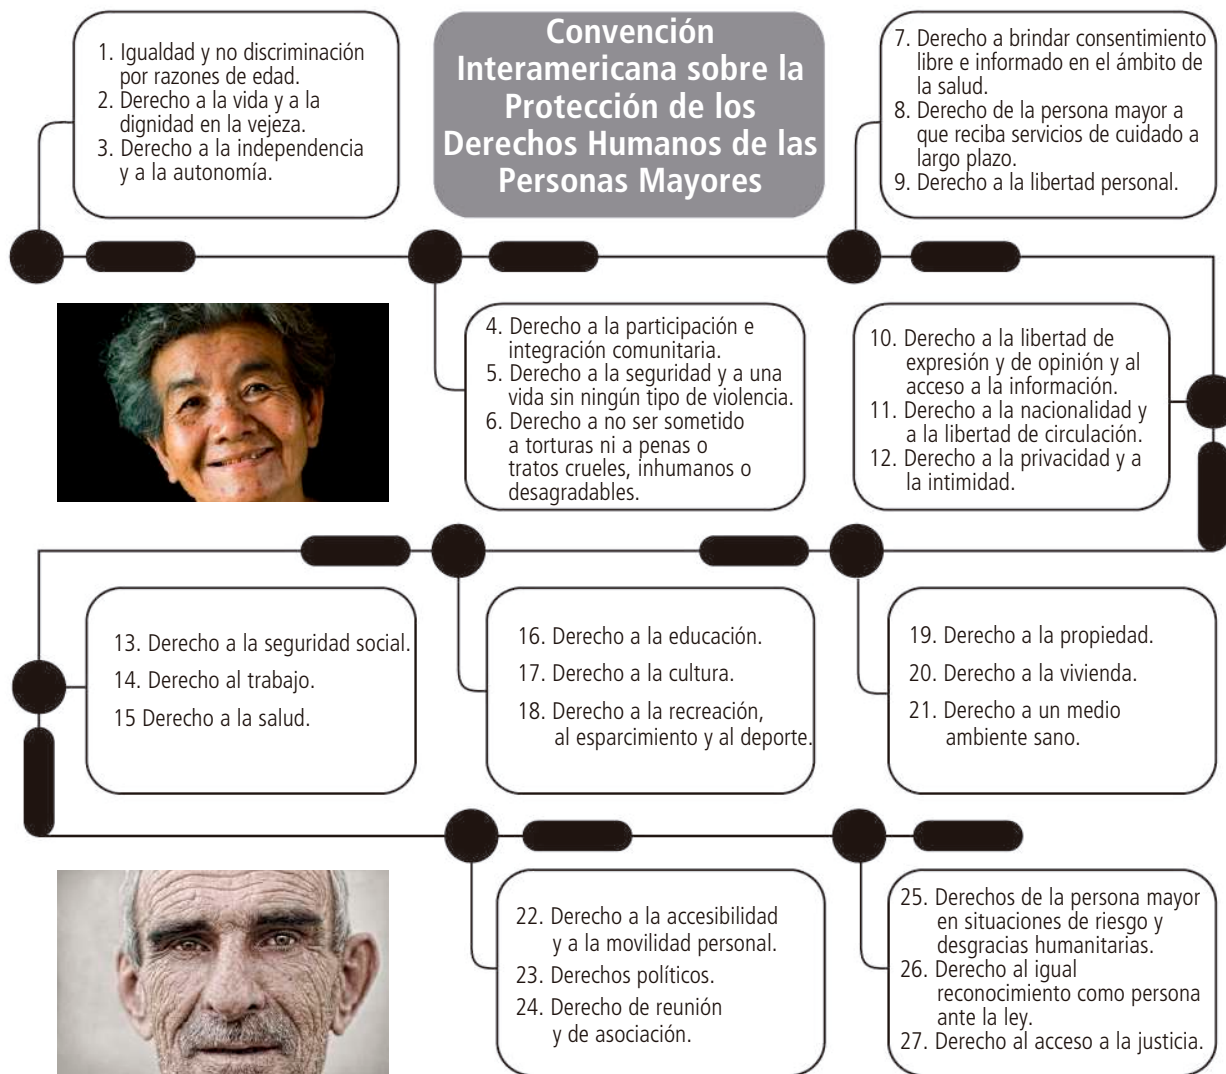 Convención
Interamericana sobre la
Protección de los
Derechos Humanos de las
Personas Mayores
1. Igualdad y no discriminación
por razones de edad.
2. Derecho a la vida y a la
dignidad en la vejeza.
3. Derecho a la independencia
y a la autonomía.
4. Derecho a la participación e
integración comunitaria.
5. Derecho a la seguridad y a una
vida sin ningún tipo de violencia.
6. Derecho a no ser sometido
a torturas ni a penas o
tratos crueles, inhumanos o
desagradables.
7. Derecho a brindar consentimiento
libre e informado en el ámbito de
la salud.
8. Derecho de la persona mayor a
que reciba servicios de cuidado a
largo plazo.
9. Derecho a la libertad personal.
10. Derecho a la libertad de
expresión y de opinión y al
acceso a la información.
11. Derecho a la nacionalidad y
a la libertad de circulación.
12. Derecho a la privacidad y a
la intimidad.
13. Derecho a la seguridad social.
14. Derecho al trabajo.
15 Derecho a la salud.
16. Derecho a la educación.
17. Derecho a la cultura.
18. Derecho a la recreación,
al esparcimiento y al deporte.
19. Derecho a la propiedad.
20. Derecho a la vivienda.
21. Derecho a un medio
ambiente sano.
22. Derecho a la accesibilidad
y a la movilidad personal.
23. Derechos políticos.
24. Derecho de reunión
y de asociación.
25. Derechos de la persona mayor
en situaciones de riesgo y
desgracias humanitarias.
26. Derecho al igual
reconocimiento como persona
ante la ley.
27. Derecho al acceso a la justicia.